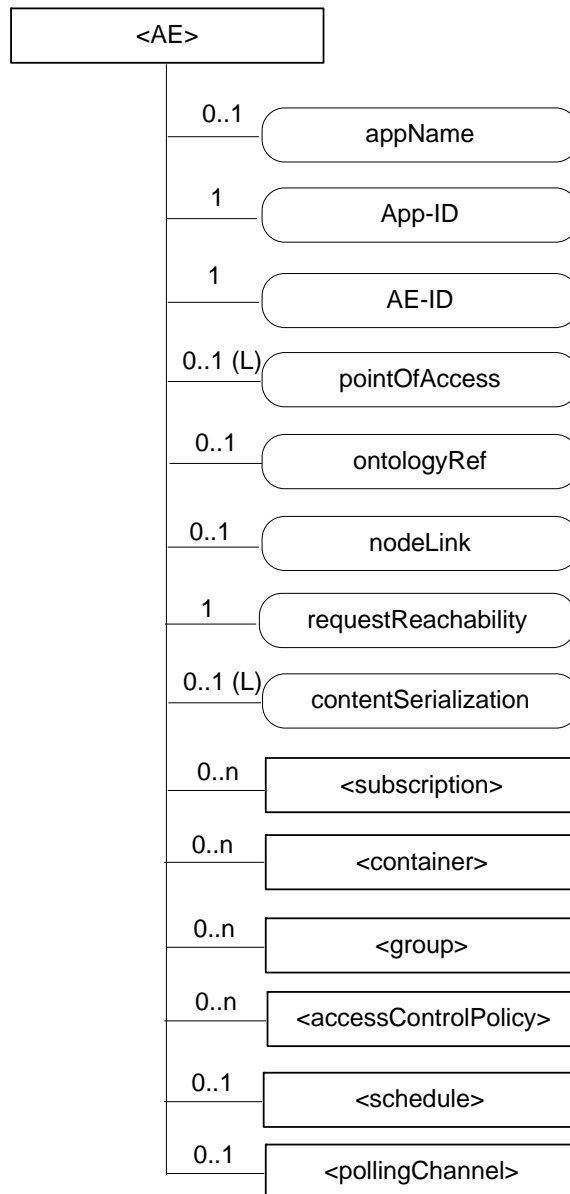 <AE>
0..1
appName
1
App-ID
1
AE-ID
0..1 (L)
pointOfAccess
0..1
ontologyRef
0..1
nodeLink
1
requestReachability
0..1 (L)
contentSerialization
0..n
<subscription>
0..n
<container>
0..n
<group>
0..n
<accessControlPolicy>
0..1
<schedule>
0..1
<pollingChannel>